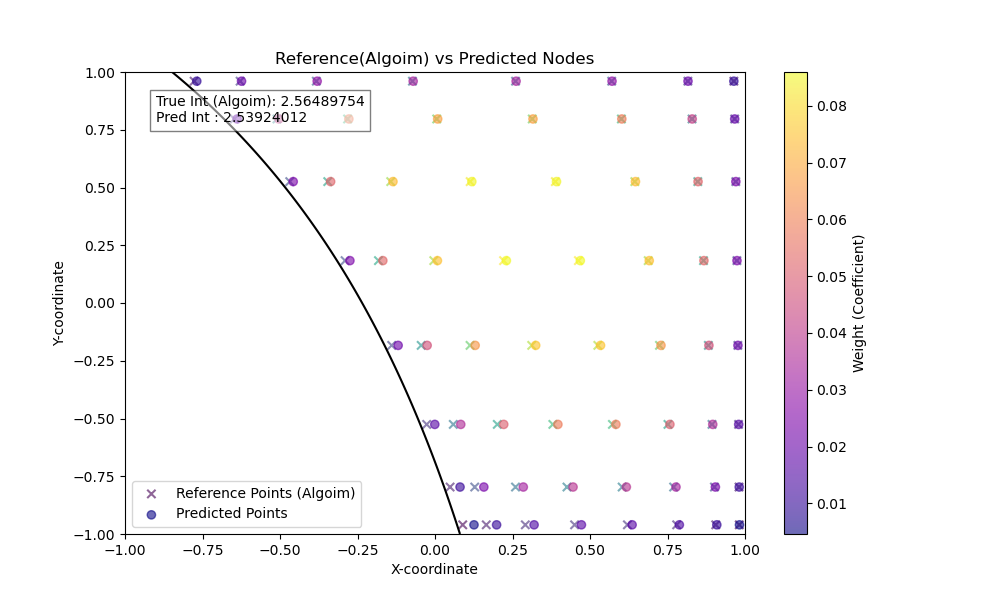 Reference(Algoim) vs Predicted Nodes
True Int (Algoim): 2.56489754
Pred Int : 2.53924012
1.00
0.75
0.50
0.25
0.00
−0.25
−0.50
−0.75
−1.00
Y-coordinate
Reference Points (Algoim)
Predicted Points
−1.00 −0.75 −0.50 −0.25 0.00 0.25 0.50 0.75 1.00
X-coordinate
0.08
0.07
0.06
0.05
0.04
0.03
0.02
0.01
Weight (Coefficient)